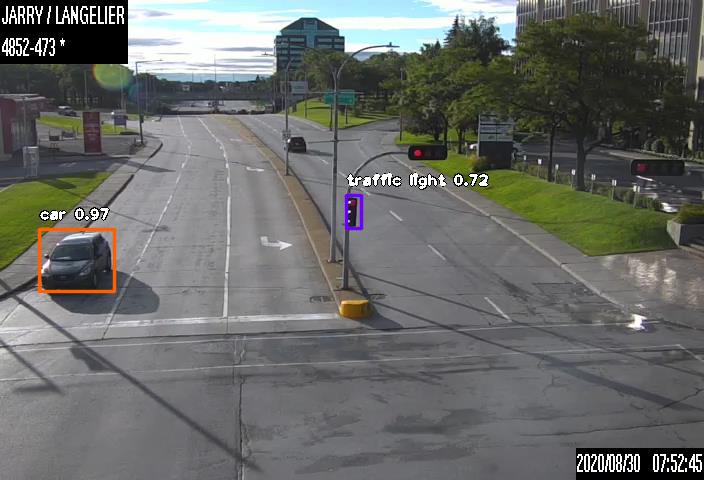 JARRY / LANGELIER
4852-473 *
traffic light 0.72
car 0.97
2020/08/30 07:52:45